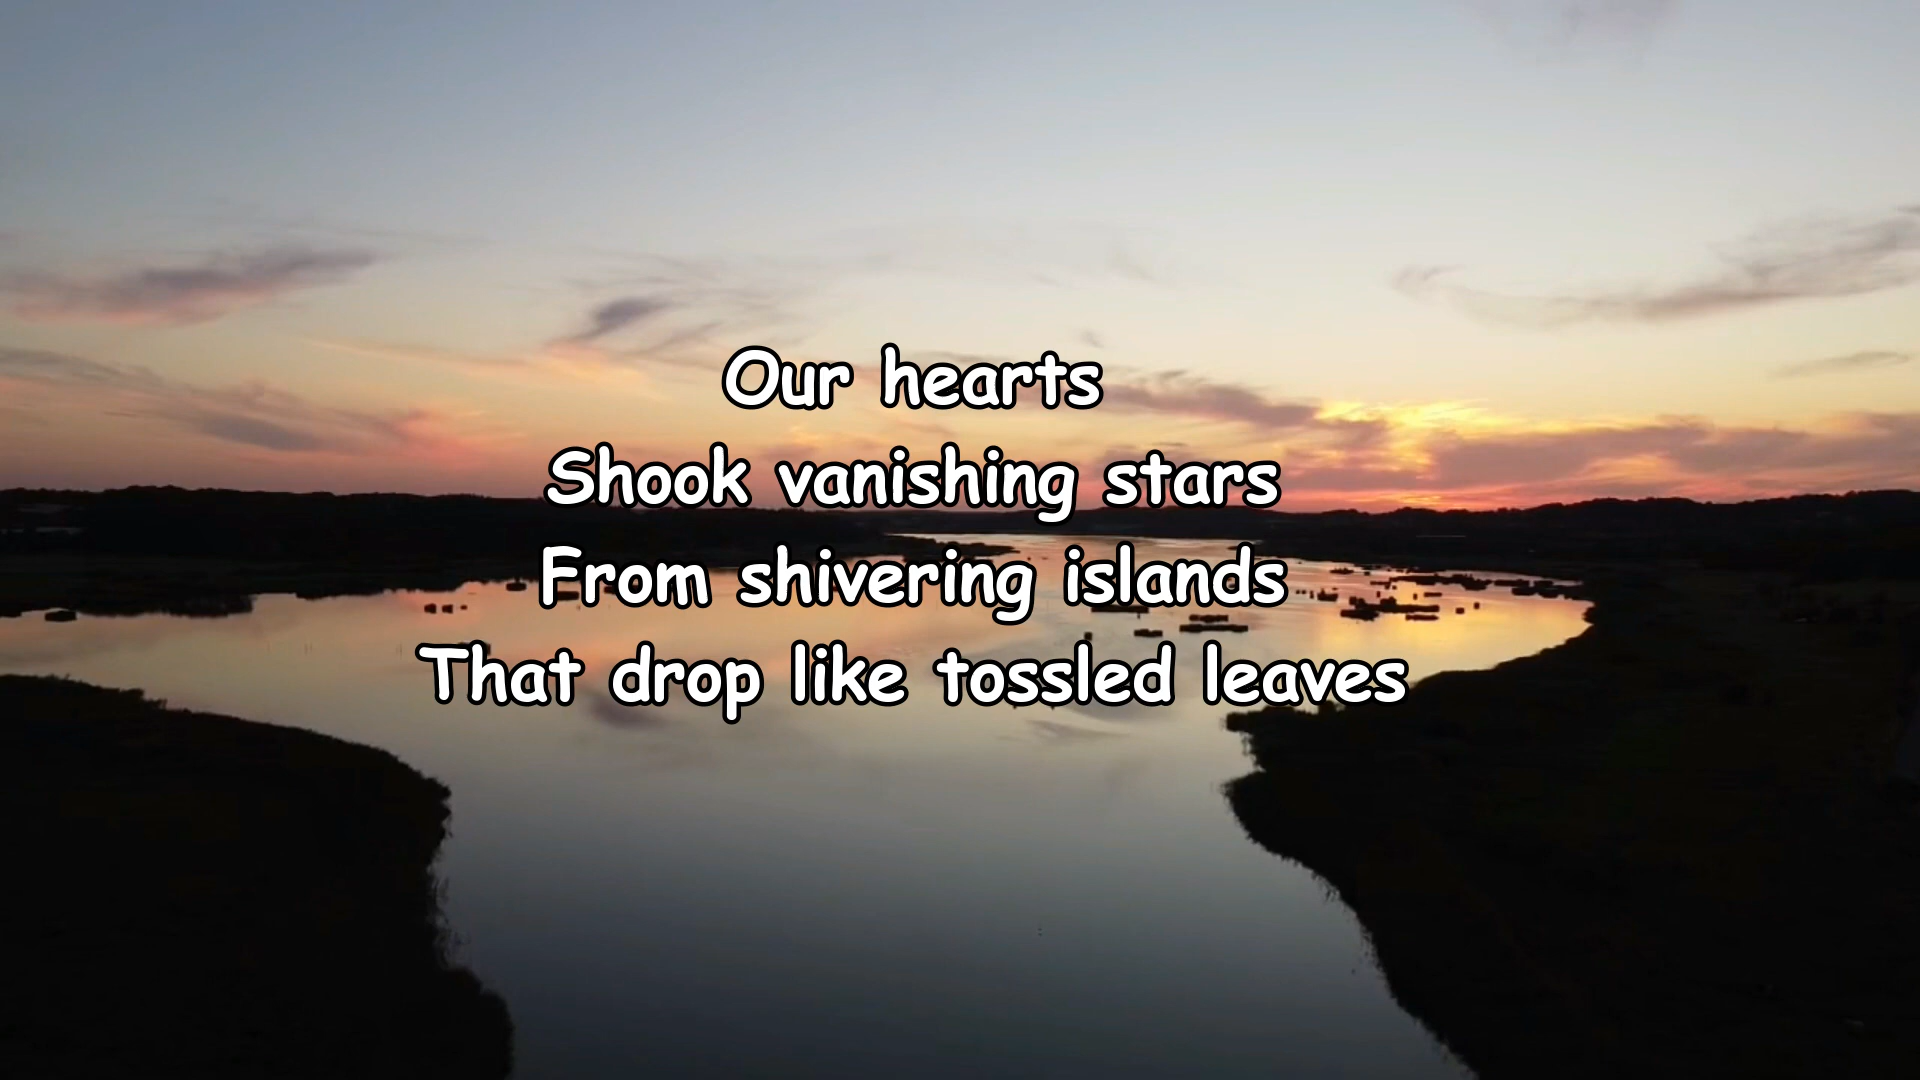 Our hearts
Shook vanishing stars
From shivering islands
That drop like tossled leaves